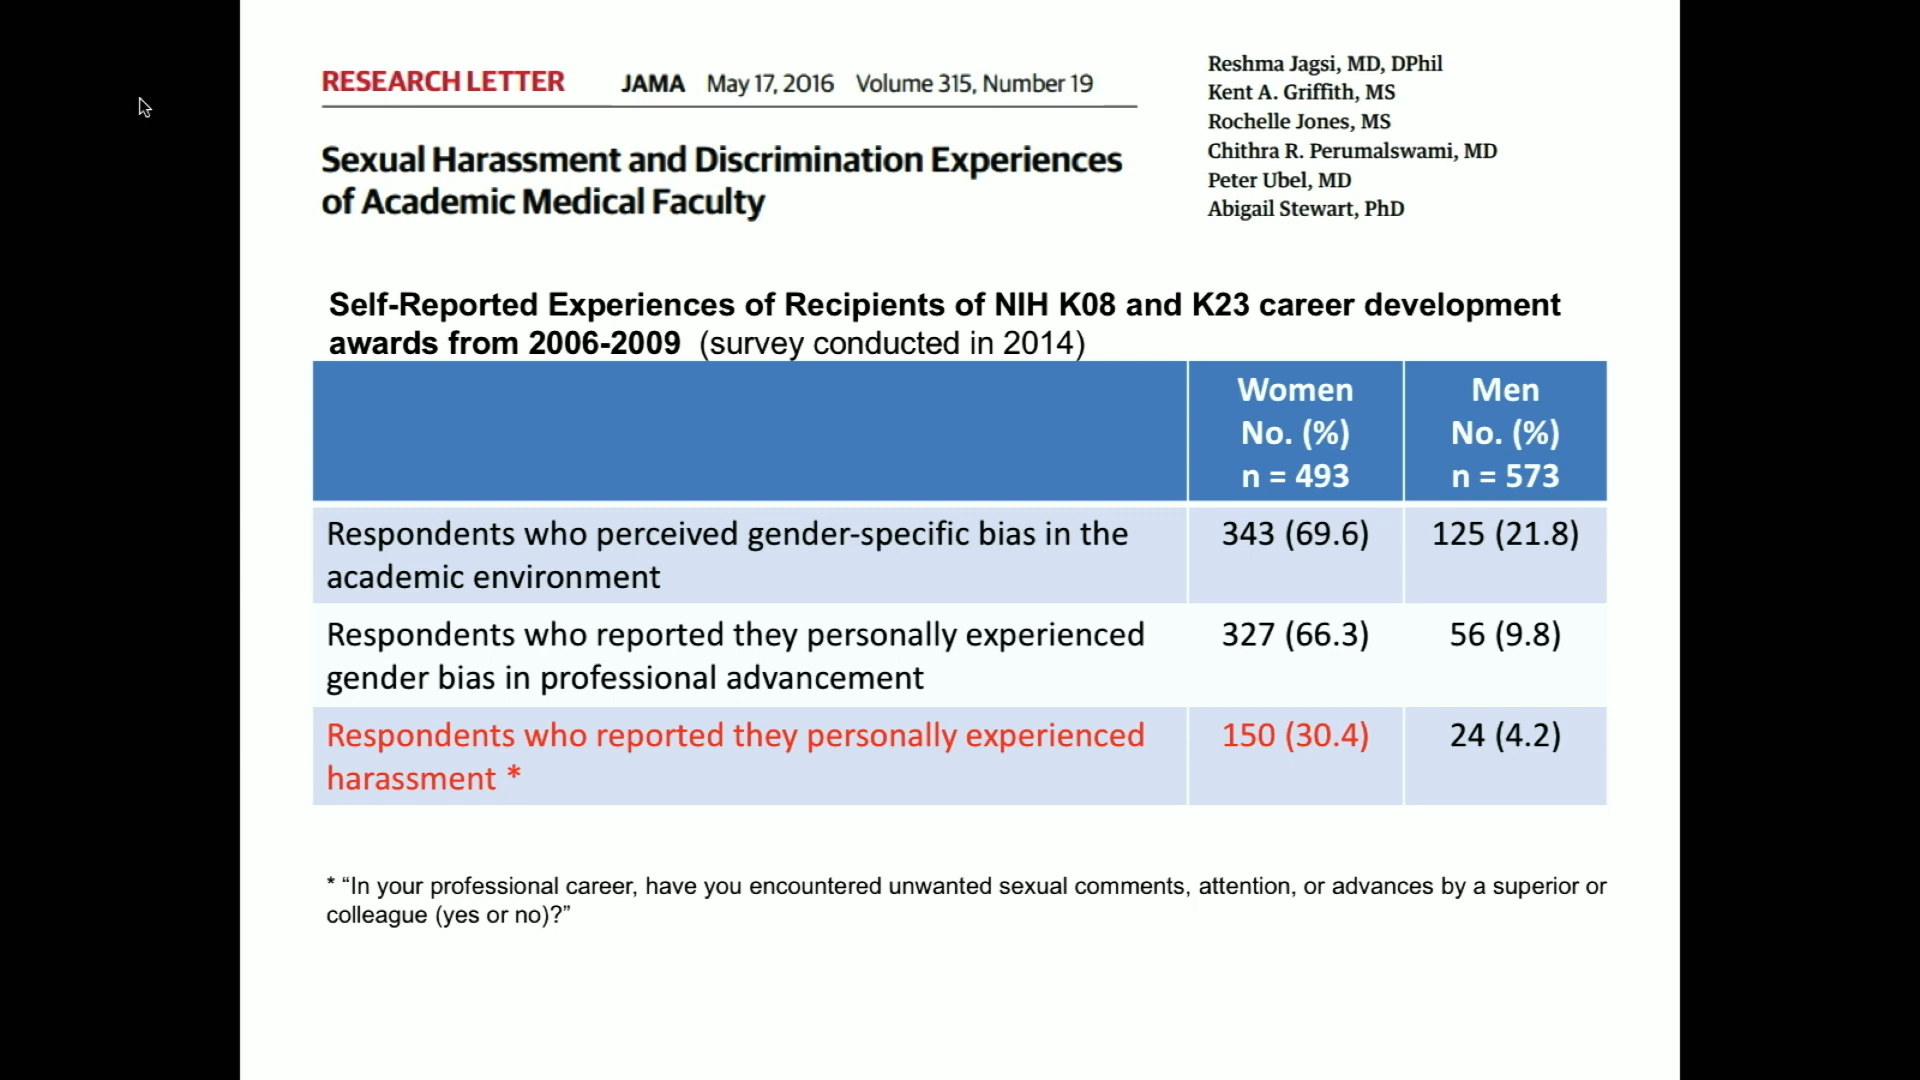 RESEARCH LETTER JAMA May 17, 2016 Volume 315, Number 19
Sexual Harassment and Discrimination Experiences
of Academic Medical Faculty
Reshma Jagsi, MD, DPhil
Kent A. Griffith, MS
Rochelle Jones, MS
Chithra R. Perumalswami, MD
Peter Ubel, MD
Abigail Stewart, PhD
Self-Reported Experiences of Recipients of NIH K08 and K23 career development
awards from 2006-2009 (survey conducted in 2014)
Women
No. (%)
n = 493
Men
No. (%)
n = 573
Respondents who perceived gender-specific bias in the
academic environment
343 (69.6)
125 (21.8)
Respondents who reported they personally experienced
gender bias in professional advancement
327 (66.3)
56 (9.8)
Respondents who reported they personally experienced
harassment *
150 (30.4)
24 (4.2)
* “In your professional career, have you encountered unwanted sexual comments, attention, or advances by a superior or
colleague (yes or no)?”